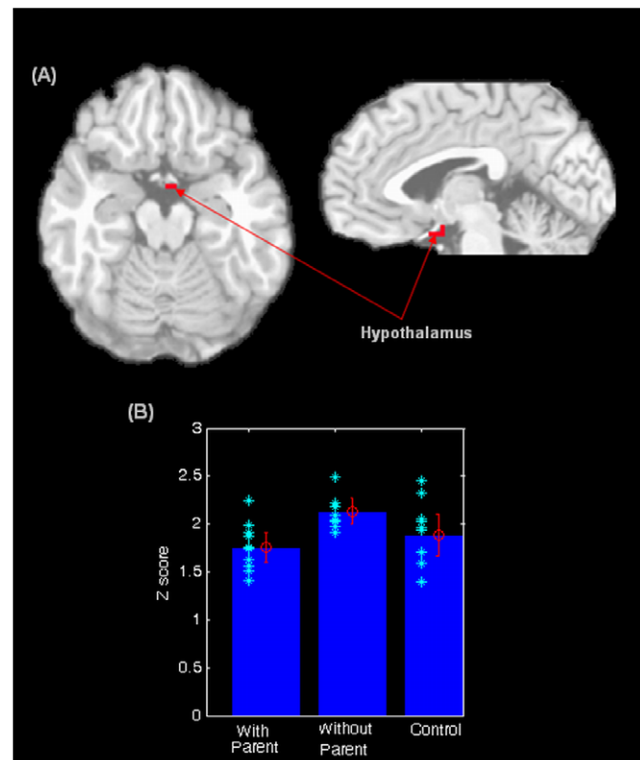 (A)
Hypothalamus
(B)
3
2.5
2
1.5
1
0.5
0
Z score
With
Parent
Without
Parent
Control